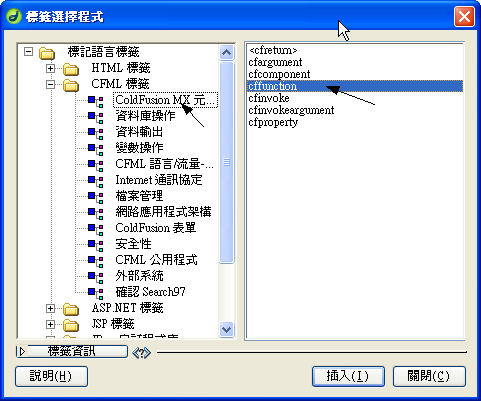 標籤選擇程式
標記語言標籤
HTML 標籤
CFML 標籤
ColdFusion MX 元...
資料庫操作
資料輸出
變數操作
CFML 語言/流量-...
Internet 通訊協定
檔案管理
網路應用程式架構
ColdFusion 表單
安全性
CFML 公用程式
外部系統
確認 Search97
ASP.NET 標籤
JSP 標籤
<cfreturn>
cfargument
cfcomponent
cffunction
cfinvoke
cfinvokeargument
cfproperty
標籤資訊
說明(H)
插入(I)
關閉(C)